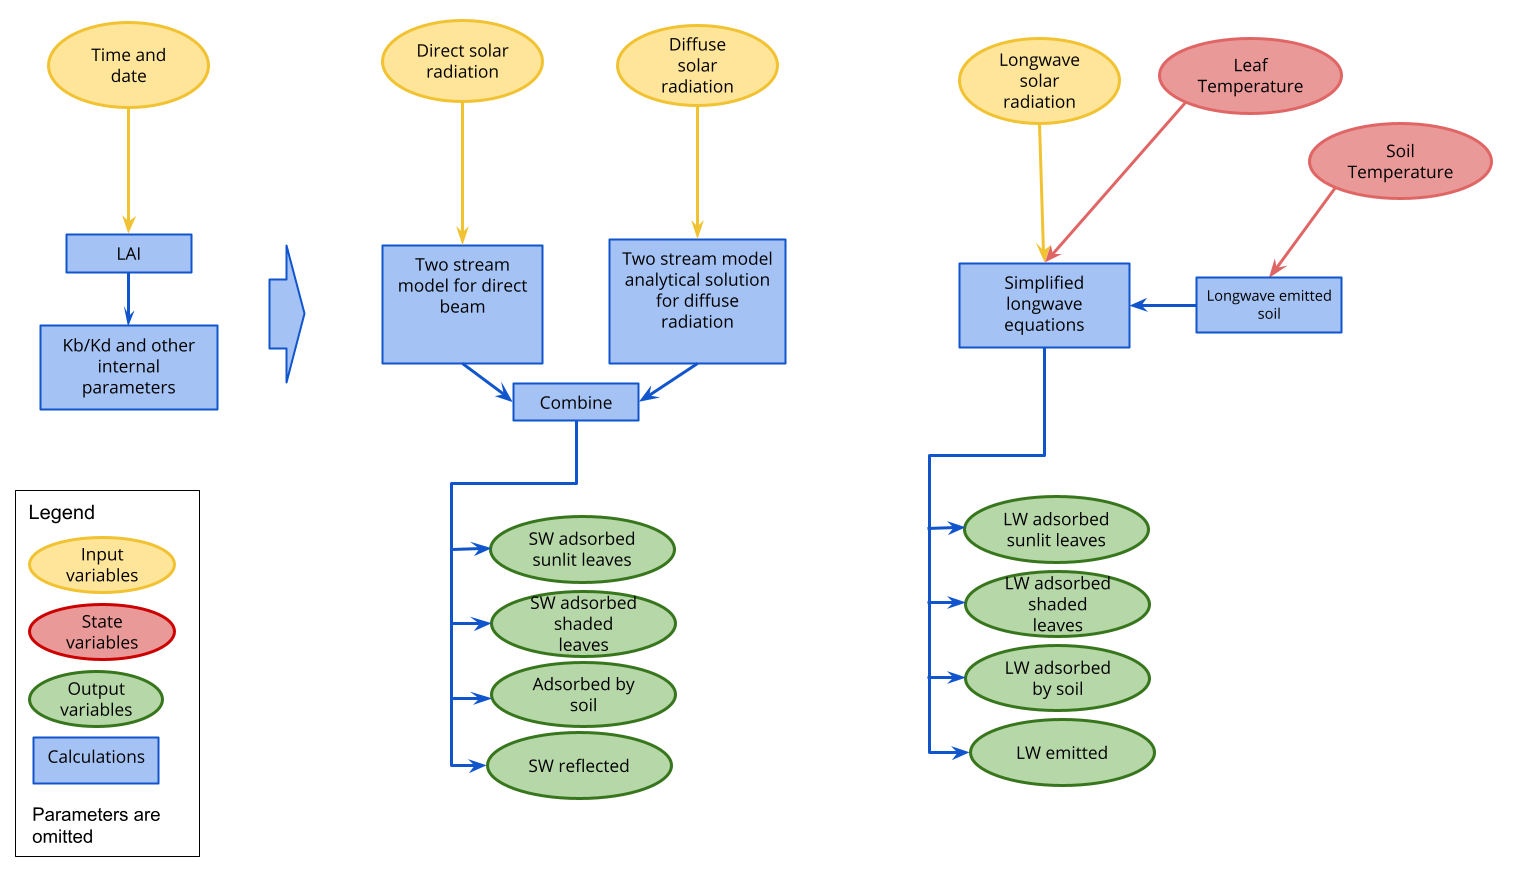 Time and
date
LAI
Kb/Kd and other
internal
parameters
Direct solar
radiation
Diffuse
solar
radiation
Two stream
model for direct
beam
Two stream model
analytical solution
for diffuse
radiation
Combine
SW adsorbed
sunlit leaves
SW adsorbed
shaded
leaves
Adsorbed by
soil
SW reflected
Longwave
solar
radiation
Leaf
Temperature
Soil
Temperature
Simplified
longwave
equations
Longwave emitted
soil
LW adsorbed
sunlit leaves
LW adsorbed
shaded
leaves
LW adsorbed
by soil
LW emitted
Legend
Input
variables
State
variables
Output
variables
Calculations
Parameters are
omitted